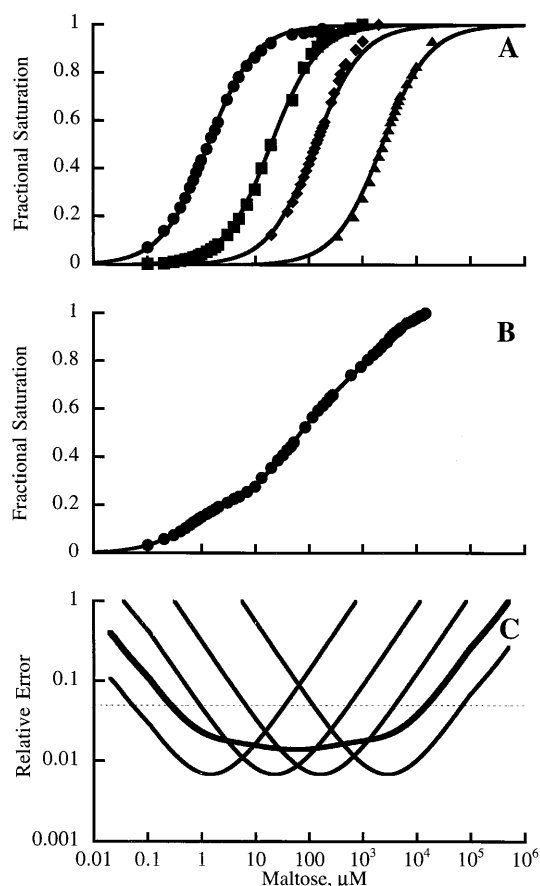 1
A
0.8
0.6
0.4
0.2
0
Fractional Saturation
1
B
0.8
0.6
0.4
0.2
0
Fractional Saturation
1
C
0.1
0.01
0.001
Relative Error
0.01 0.1 1 10 100 10³ 10⁴ 10⁵ 10⁶
Maltose, μM